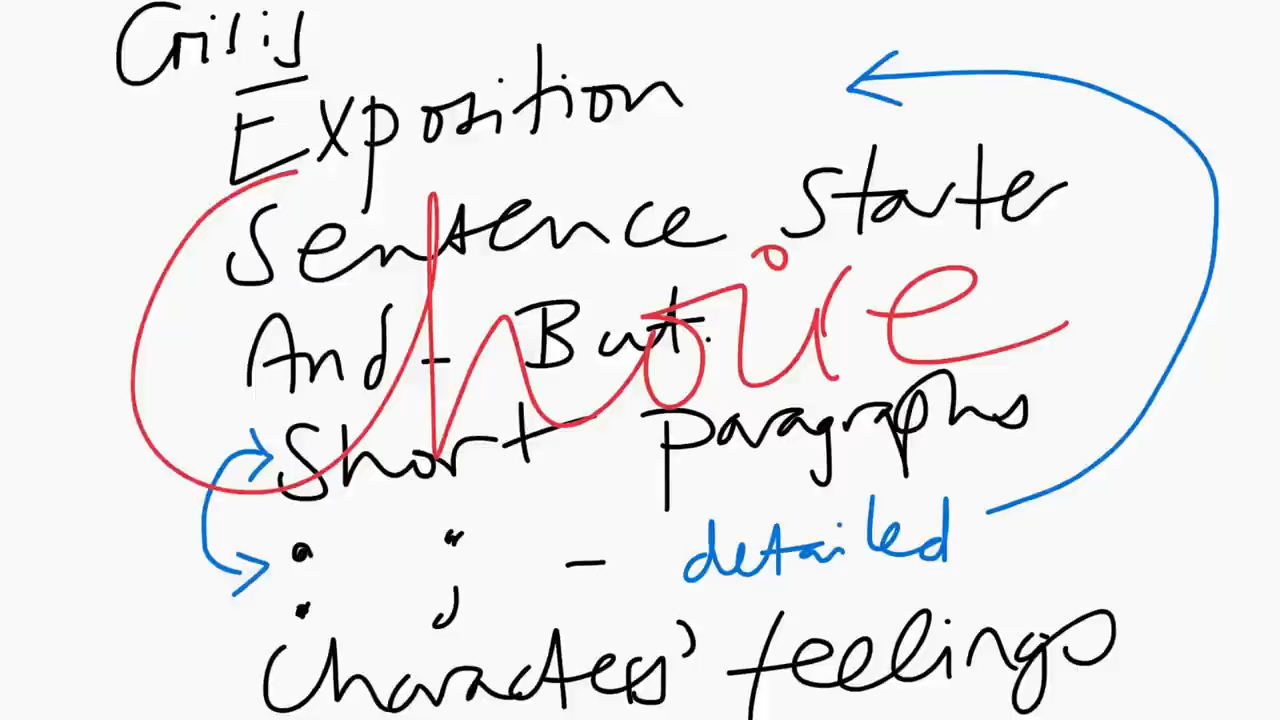 Crisis
Exposition
Sentence Starter
And - But.
choice
Short paragraphs
: ; - detailed
Characters' feelings